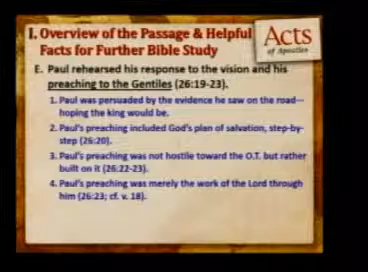 I. Overview of the Passage & Helpful
Facts for Further Bible Study
Acts
of Apostles
E. Paul rehearsed his response to the vision and his
preaching to the Gentiles (26:19-23).
1. Paul was persuaded by the evidence he saw on the road—
hoping the king would be.
2. Paul's preaching included God's plan of salvation, step-by-
step (26:20).
3. Paul's preaching was not hostile toward the O.T. but rather
built on it (26:22-23).
4. Paul's preaching was merely the work of the Lord through
him (26:23; cf. v. 18).